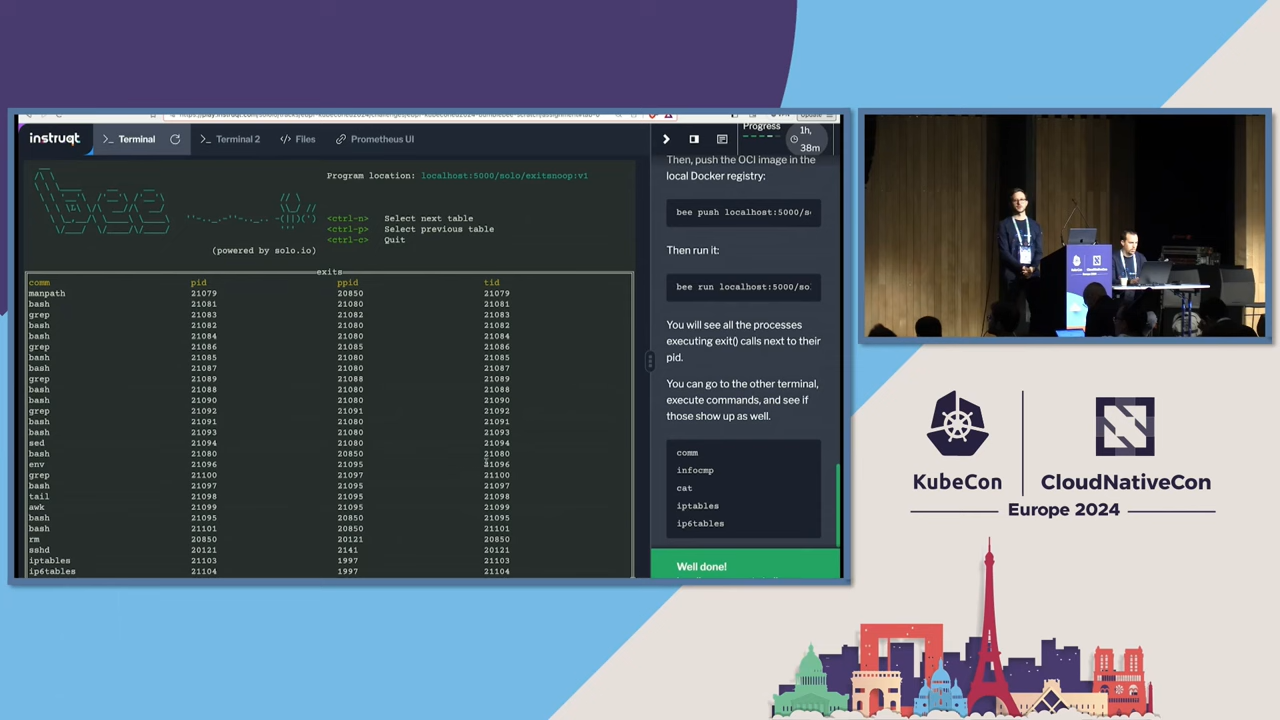 instruqt
Terminal
Terminal 2
Files
Prometheus UI
Progress
1h,
38m
Program location: localhost:5000/solo/exitsnoop:v1
<ctrl-n> Select next table
<ctrl-p> Select previous table
<ctrl-c> Quit
(powered by solo.io)
exits
comm pid ppid tid
manpath 21079 20850 21079
bash 21081 21080 21081
grep 21083 21082 21083
bash 21082 21080 21082
bash 21084 21080 21084
grep 21086 21085 21086
bash 21085 21080 21085
bash 21087 21080 21087
grep 21089 21088 21089
bash 21088 21080 21088
bash 21090 21080 21090
grep 21092 21091 21092
bash 21091 21080 21091
bash 21093 21080 21093
sed 21094 21080 21094
bash 21080 20850 21080
env 21096 21095 21096
grep 21100 21097 21100
bash 21097 21095 21097
tail 21098 21095 21098
awk 21099 21095 21099
bash 21095 20850 21095
bash 21101 20850 21101
rm 20850 20121 20850
sshd 20121 2141 20121
iptables 21103 1997 21103
ip6tables 21104 1997 21104
Then, push the OCI image in the
local Docker registry:
bee push localhost:5000/s
Then run it:
bee run localhost:5000/so
You will see all the processes
executing exit() calls next to their
pid.
You can go to the other terminal,
execute commands, and see if
those show up as well.
comm
infocmp
cat
iptables
ip6tables
Well done!
KubeCon
CloudNativeCon
KubeCon
CloudNativeCon
Europe 2024